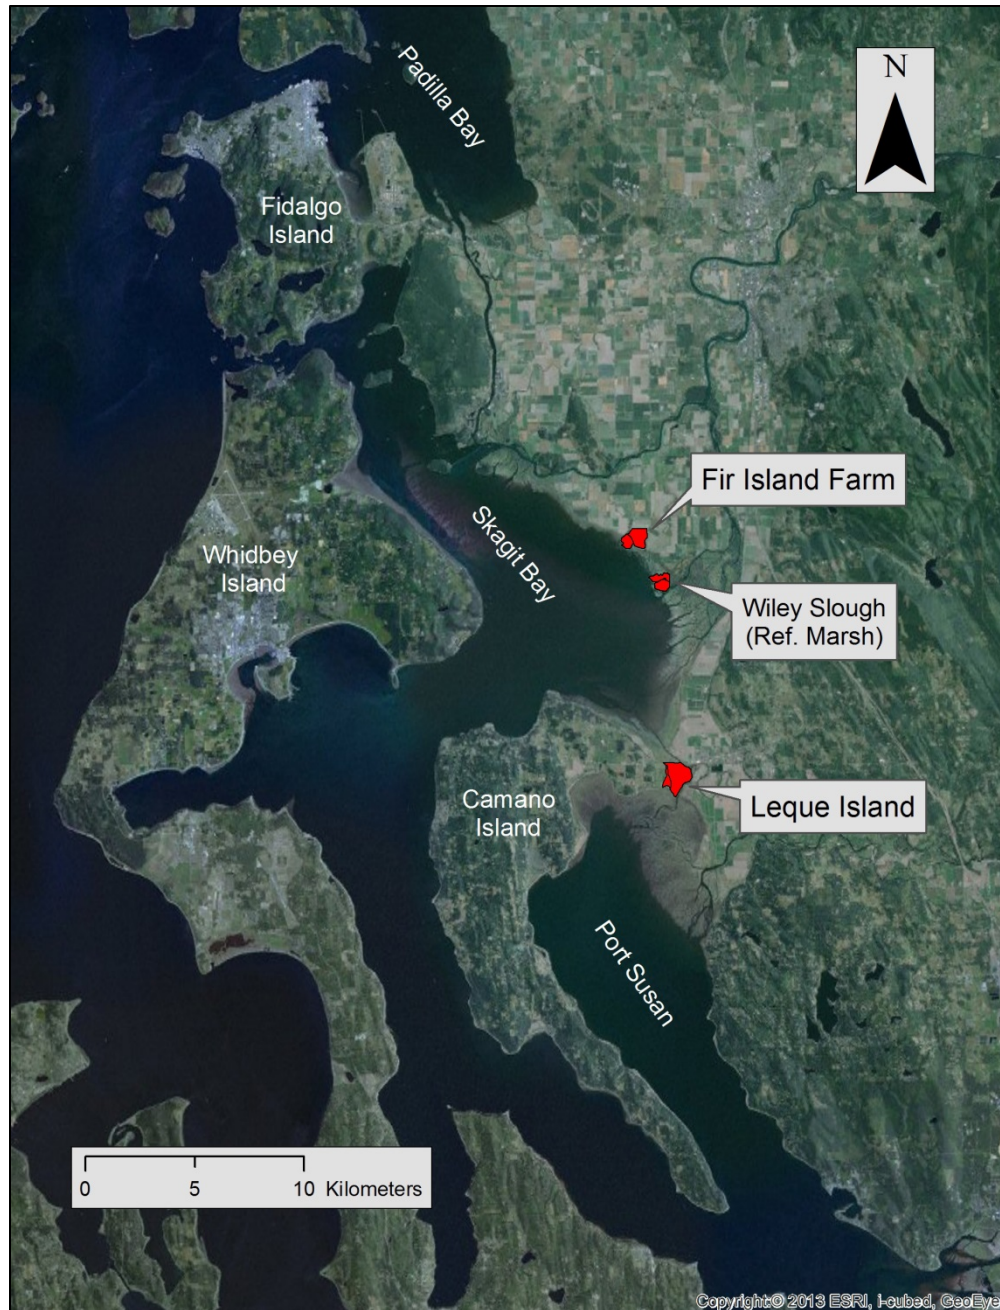 Padilla Bay
N
Fidalgo
Island
Fir Island Farm
Skagit Bay
Whidbey
Island
Wiley Slough
(Ref. Marsh)
Camano
Island
Leque Island
Port Susan
0 5 10 Kilometers
Copyright:© 2013 ESRI, i-cubed, GeoEye